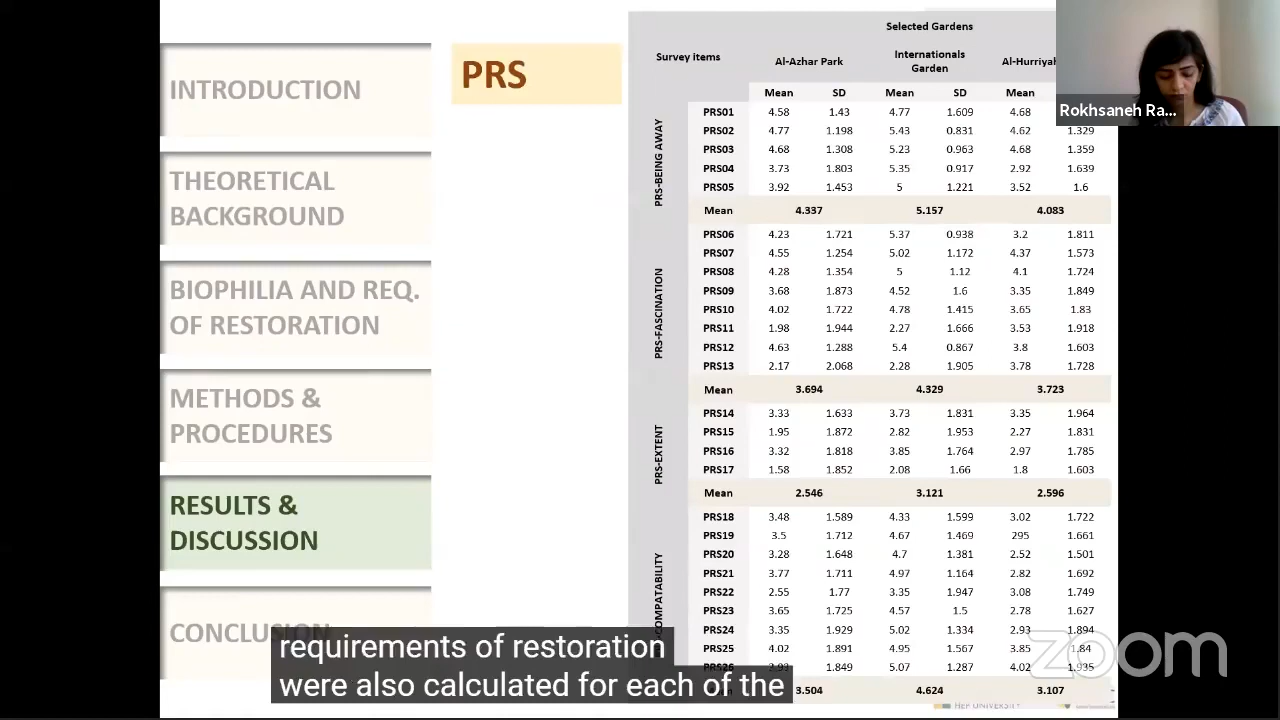 INTRODUCTION
THEORETICAL
BACKGROUND
BIOPHILIA AND REQ.
OF RESTORATION
METHODS &
PROCEDURES
RESULTS &
DISCUSSION
CONCLUSION
PRS
Selected Gardens
Survey items
Al-Azhar Park
Internationals
Garden
Al-Hurriyah
Mean SD Mean SD Mean
PRS-BEING AWAY
PRS01 4.58 1.43 4.77 1.609 4.68
PRS02 4.77 1.198 5.43 0.831 4.62 1.329
PRS03 4.68 1.308 5.23 0.963 4.68 1.359
PRS04 3.73 1.803 5.35 0.917 2.92 1.639
PRS05 3.92 1.453 5 1.221 3.52 1.6
Mean 4.337 5.157 4.083
PRS-FASCINATION
PRS06 4.23 1.721 5.37 0.938 3.2 1.811
PRS07 4.55 1.254 5.02 1.172 4.37 1.573
PRS08 4.28 1.354 5 1.12 4.1 1.724
PRS09 3.68 1.873 4.52 1.6 3.35 1.849
PRS10 4.02 1.722 4.78 1.415 3.65 1.83
PRS11 1.98 1.944 2.27 1.666 3.53 1.918
PRS12 4.63 1.288 5.4 0.867 3.8 1.603
PRS13 2.17 2.068 2.28 1.905 3.78 1.728
Mean 3.694 4.329 3.723
PRS-EXTENT
PRS14 3.33 1.633 3.73 1.831 3.35 1.964
PRS15 1.95 1.872 2.82 1.953 2.27 1.831
PRS16 3.32 1.818 3.85 1.764 2.97 1.785
PRS17 1.58 1.852 2.08 1.66 1.8 1.603
Mean 2.546 3.121 2.596
COMPATABILITY
PRS18 3.48 1.589 4.33 1.599 3.02 1.722
PRS19 3.5 1.712 4.67 1.469 295 1.661
PRS20 3.28 1.648 4.7 1.381 2.52 1.501
PRS21 3.77 1.711 4.97 1.164 2.82 1.692
PRS22 2.55 1.77 3.35 1.947 3.08 1.749
PRS23 3.65 1.725 4.57 1.5 2.78 1.627
PRS24 3.35 1.929 5.02 1.334 2.93 1.894
PRS25 4.02 1.891 4.95 1.567 3.85 1.84
PRS26 1.849 5.07 1.287 4.02 1.935
3.504 4.624 3.107
Rokhsaneh Ra...
requirements of restoration
were also calculated for each of the
zoom
UNIVERSITY